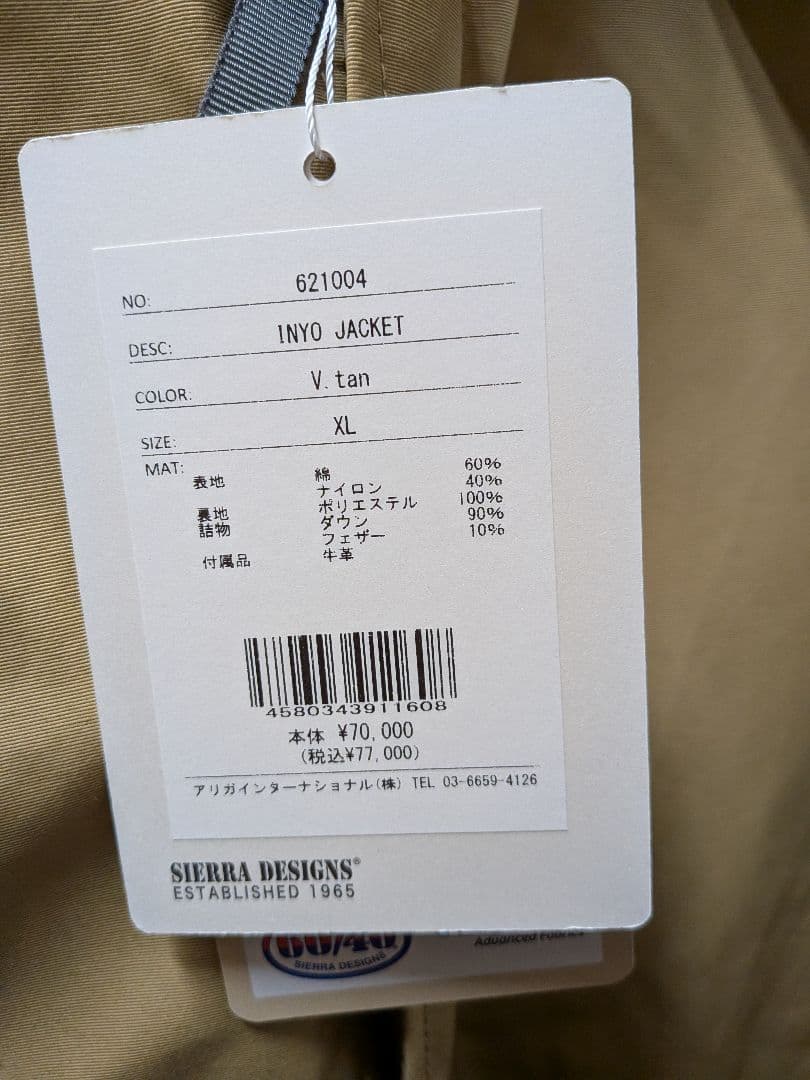 NO: 621004
DESC: INYO JACKET
COLOR: V.tan
SIZE: XL
MAT:
表地 綿 60%
ナイロン 40%
裏地 ポリエステル 100%
詰物 ダウン 90%
フェザー 10%
付属品 牛革
4580343911608
本体 ¥70,000
(税込¥77,000)
アリガインターナショナル(株) TEL 03-6659-4126
SIERRA DESIGNS®
ESTABLISHED 1965
60/40
Advanced Fabrics
SIERRA DESIGNS